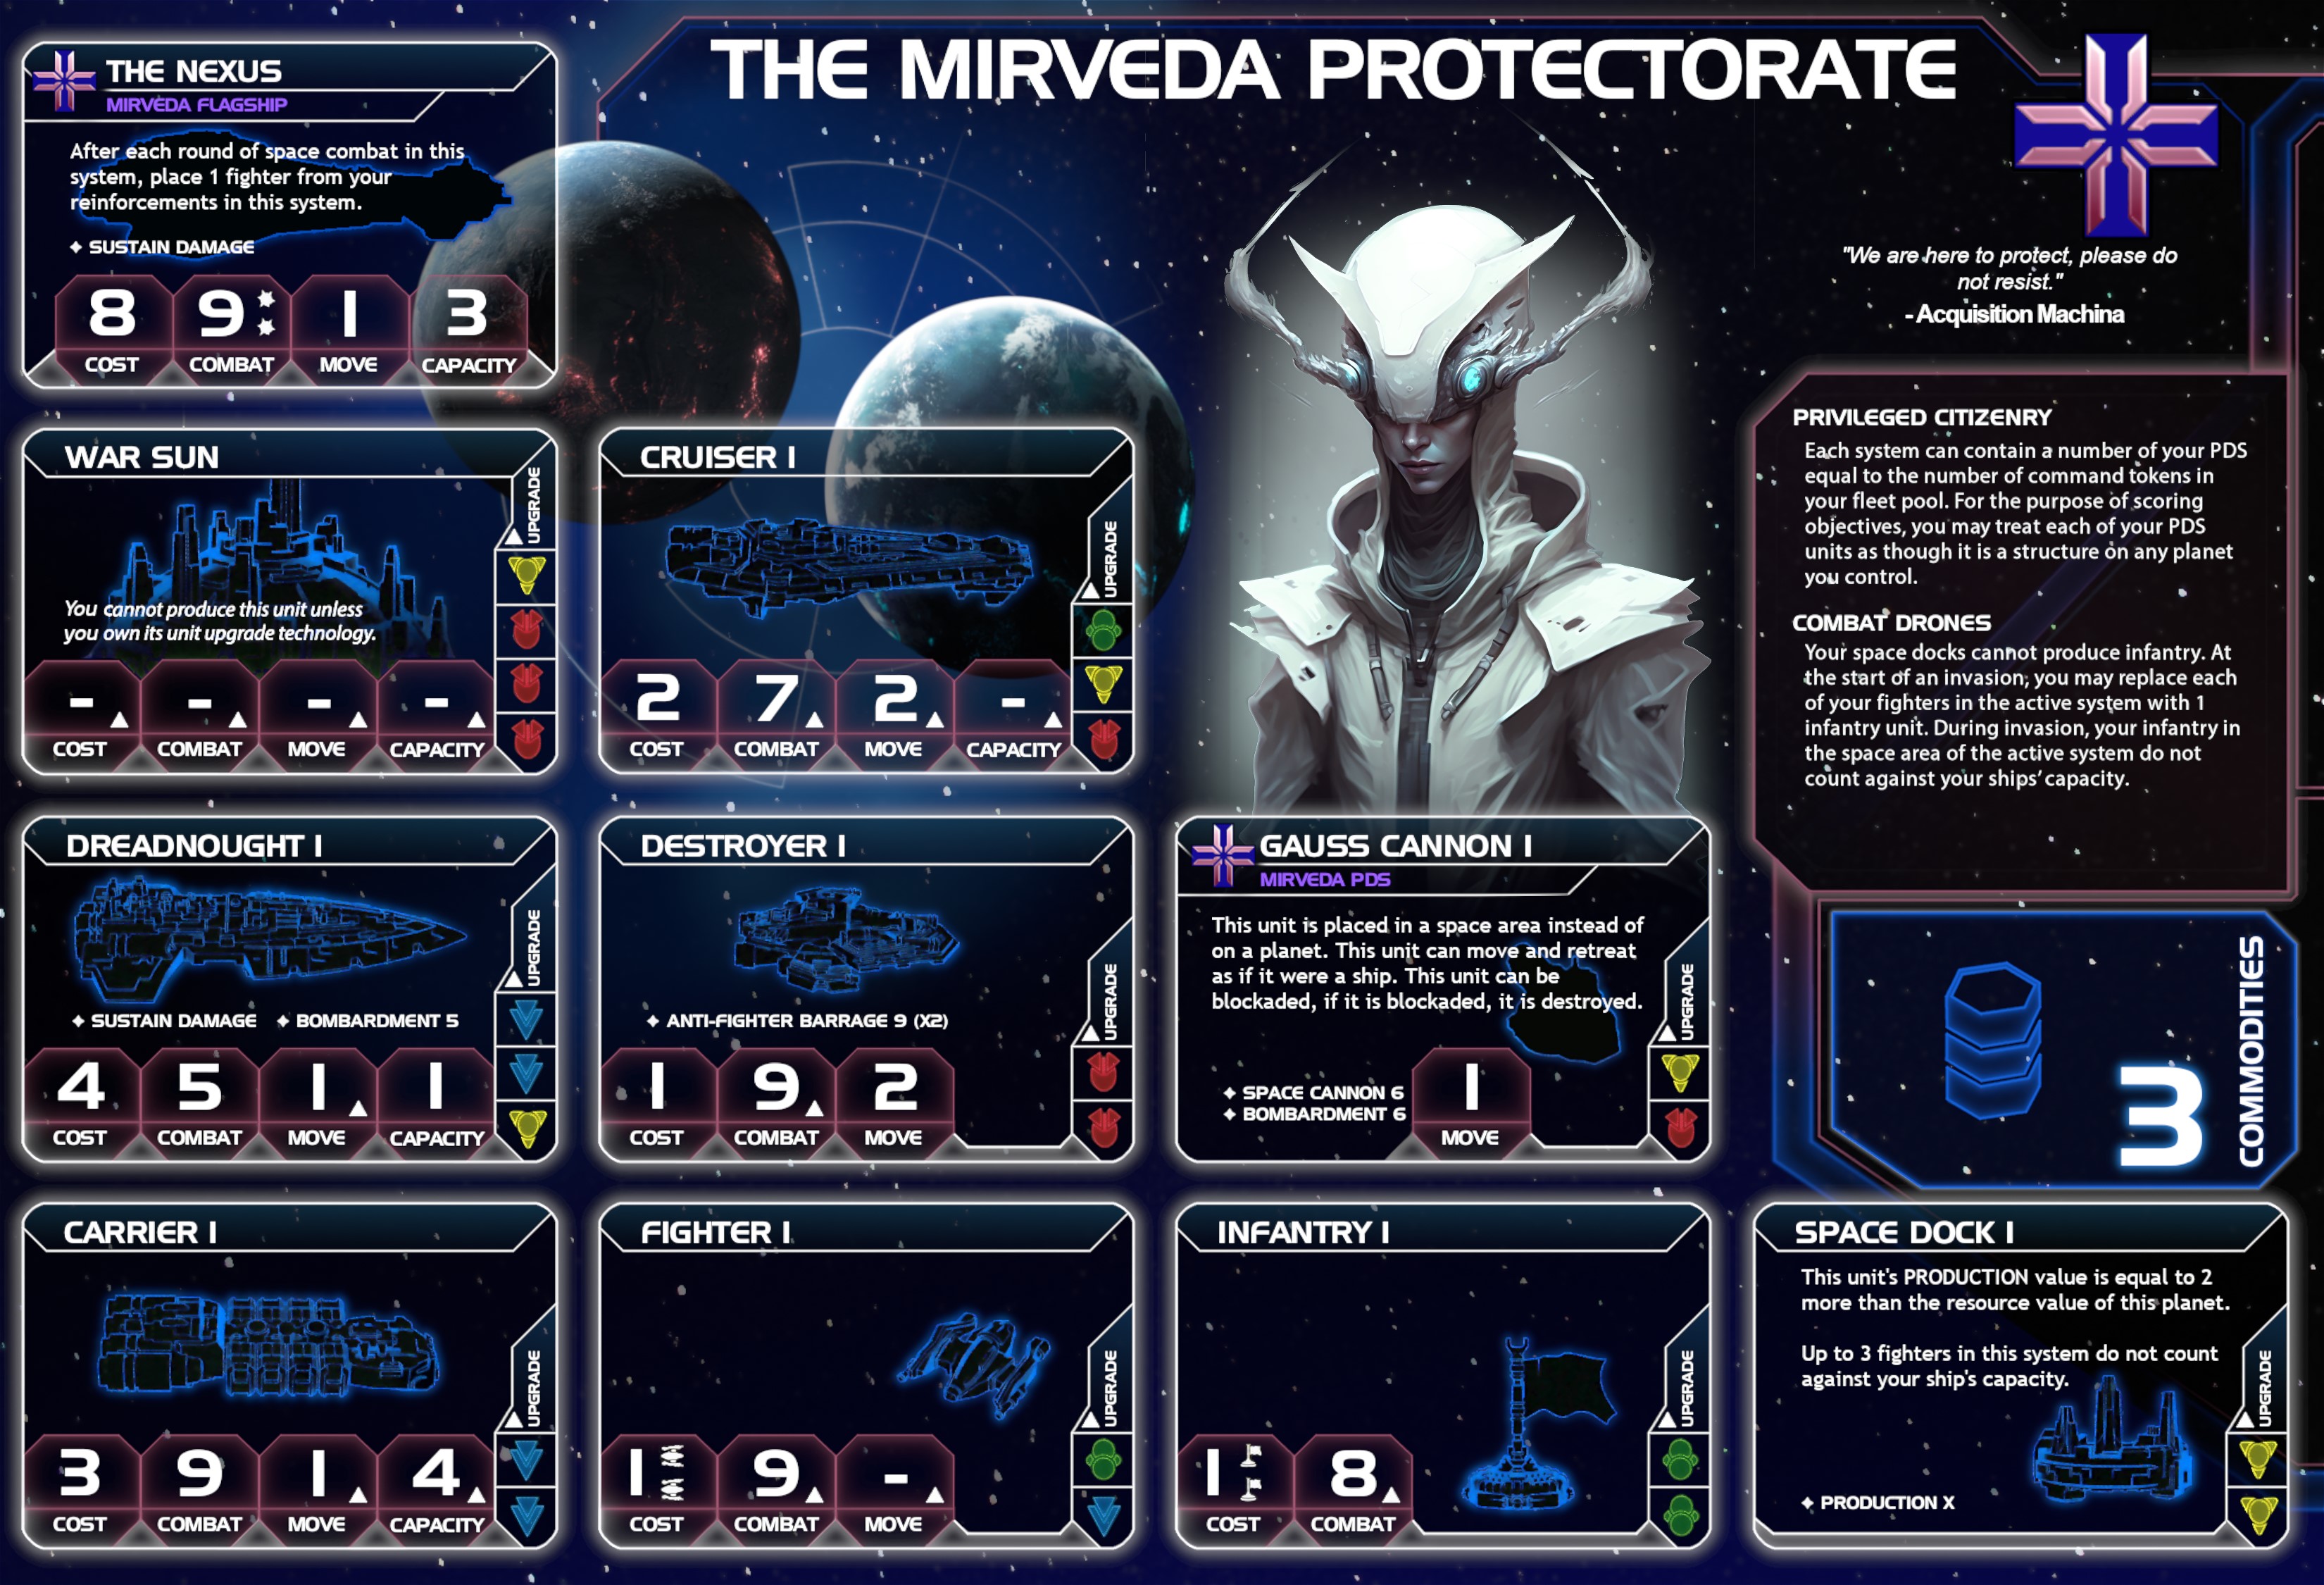 THE MIRVEDA PROTECTORATE
"We are here to protect, please do
not resist."
- Acquisition Machina
THE NEXUS
MIRVEDA FLAGSHIP
After each round of space combat in this
system, place 1 fighter from your
reinforcements in this system.
SUSTAIN DAMAGE
8 9 1 3
COST COMBAT MOVE CAPACITY
WAR SUN
You cannot produce this unit unless
you own its unit upgrade technology.
UPGRADE
- - - -
COST COMBAT MOVE CAPACITY
CRUISER I
UPGRADE
2 7 2 -
COST COMBAT MOVE CAPACITY
PRIVILEGED CITIZENRY
Each system can contain a number of your PDS
equal to the number of command tokens in
your fleet pool. For the purpose of scoring
objectives, you may treat each of your PDS
units as though it is a structure on any planet
you control.
COMBAT DRONES
Your space docks cannot produce infantry. At
the start of an invasion, you may replace each
of your fighters in the active system with 1
infantry unit. During invasion, your infantry in
the space area of the active system do not
count against your ships' capacity.
DREADNOUGHT I
UPGRADE
SUSTAIN DAMAGE BOMBARDMENT 5
4 5 1 1
COST COMBAT MOVE CAPACITY
DESTROYER I
UPGRADE
ANTI-FIGHTER BARRAGE 9 (X2)
1 9 2
COST COMBAT MOVE
GAUSS CANNON I
MIRVEDA PDS
This unit is placed in a space area instead of
on a planet. This unit can move and retreat
as if it were a ship. This unit can be
blockaded, if it is blockaded, it is destroyed.
UPGRADE
SPACE CANNON 6
BOMBARDMENT 6
1
MOVE
3
COMMODITIES
CARRIER I
UPGRADE
3 9 1 4
COST COMBAT MOVE CAPACITY
FIGHTER I
UPGRADE
1 9 -
COST COMBAT MOVE
INFANTRY I
UPGRADE
1 8
COST COMBAT
SPACE DOCK I
This unit's PRODUCTION value is equal to 2
more than the resource value of this planet.
Up to 3 fighters in this system do not count
against your ship's capacity.
UPGRADE
PRODUCTION X